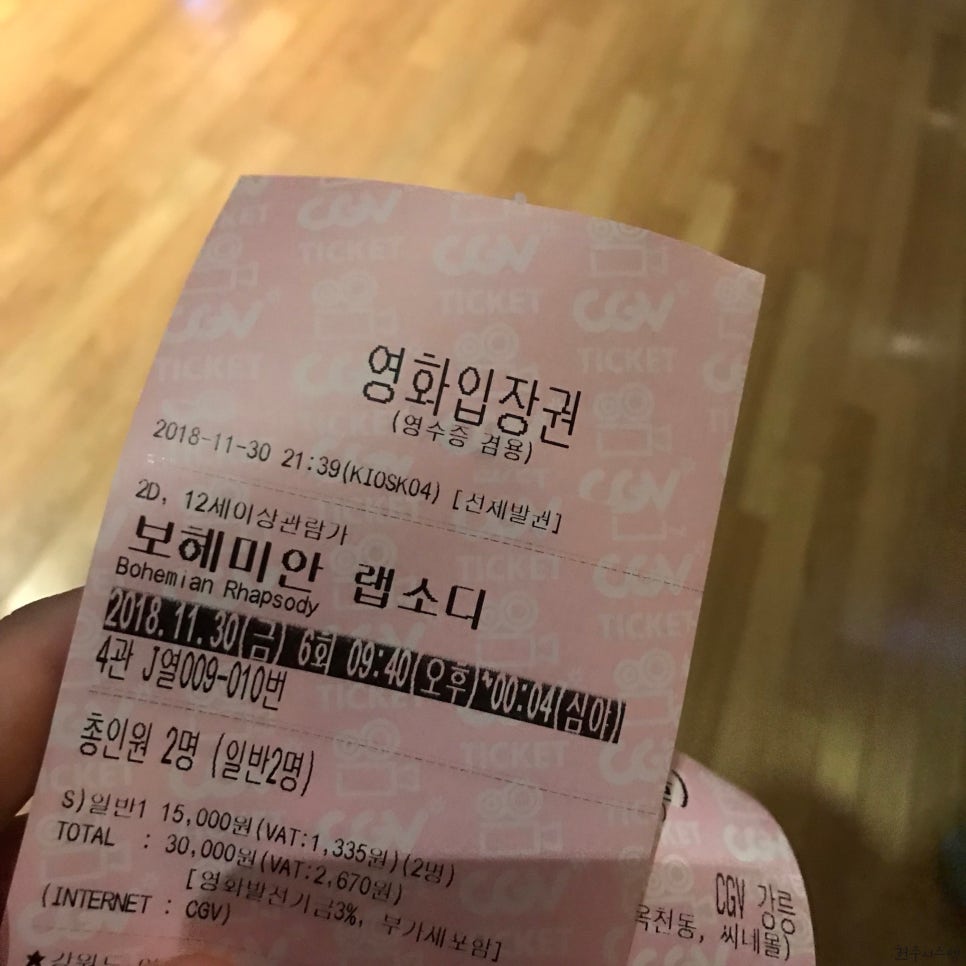 영화입장권
(영수증 겸용)
2018-11-30 21:39(KIOSK04) [선제발권]
2D, 12세이상관람가
보헤미안 랩소디
Bohemian Rhapsody
2018.11.30(금) 6회 09:40(오후)~00:04(심야)
4관 J열009-010번
총인원 2명 (일반2명)
S)일반1 15,000원(VAT:1,335원)(2명)
TOTAL : 30,000원(VAT:2,670원)
[영화발전기금3%, 부가세포함]
(INTERNET : CGV)
★강원도
CGV 강릉
옥천동, 씨네몰)
CGV
TICKET